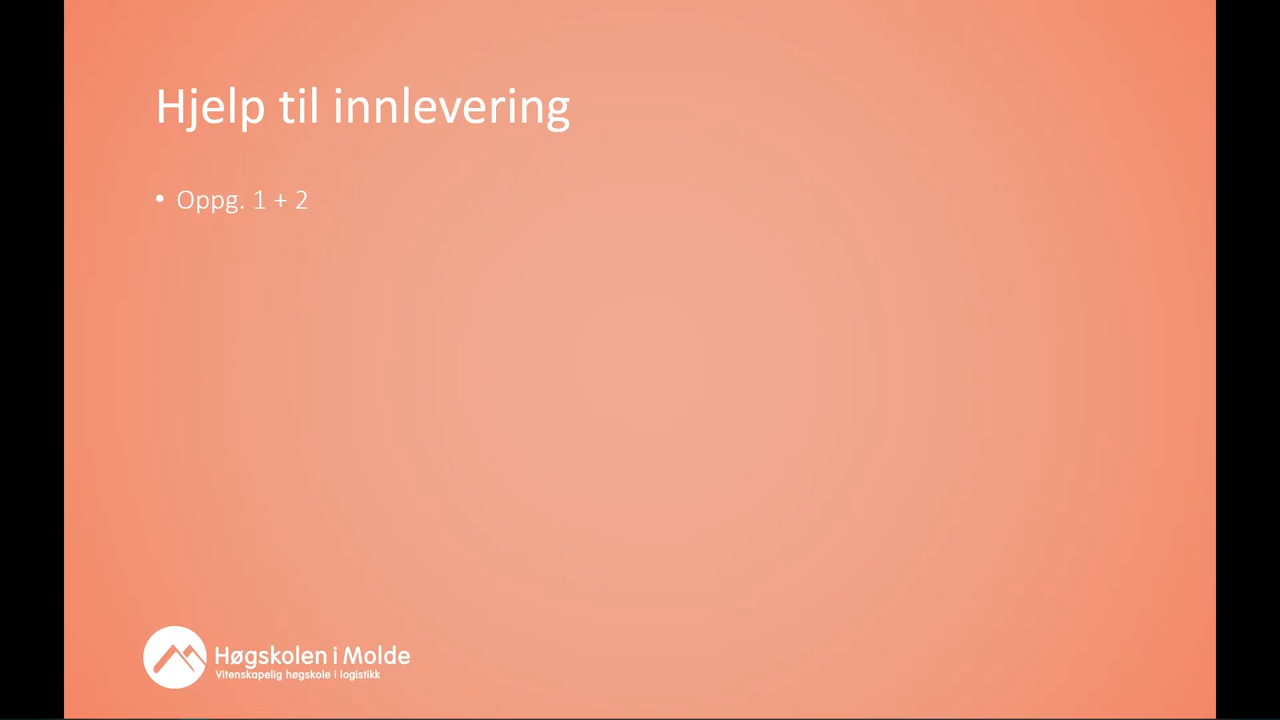 Hjelp til innlevering
• Oppg. 1 + 2
Høgskolen i Molde
Vitenskapelig høgskole i logistikk